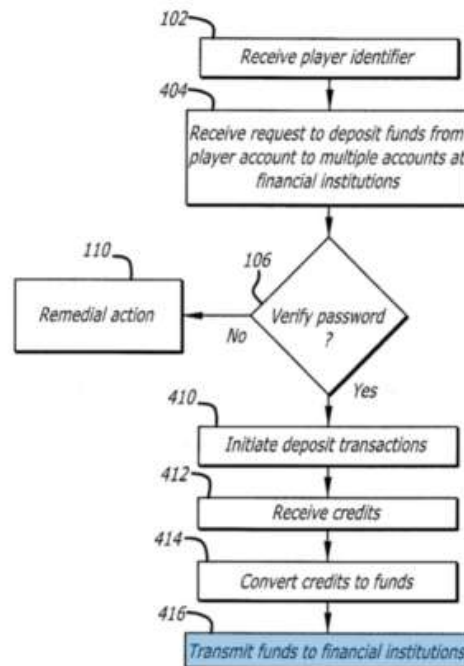 102
Receive player identifier
404
Receive request to deposit funds from
player account to multiple accounts at
financial institutions
110
106
Remedial action
Verify password
?
No
Yes
410
Initiate deposit transactions
412
Receive credits
414
Convert credits to funds
416
Transmit funds to financial institutions